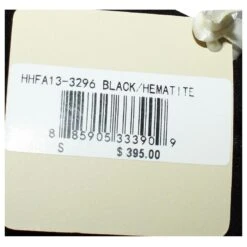 HHFA13-3296 BLACK/HEMATITE
8 85905 33390 9
S $ 395.00